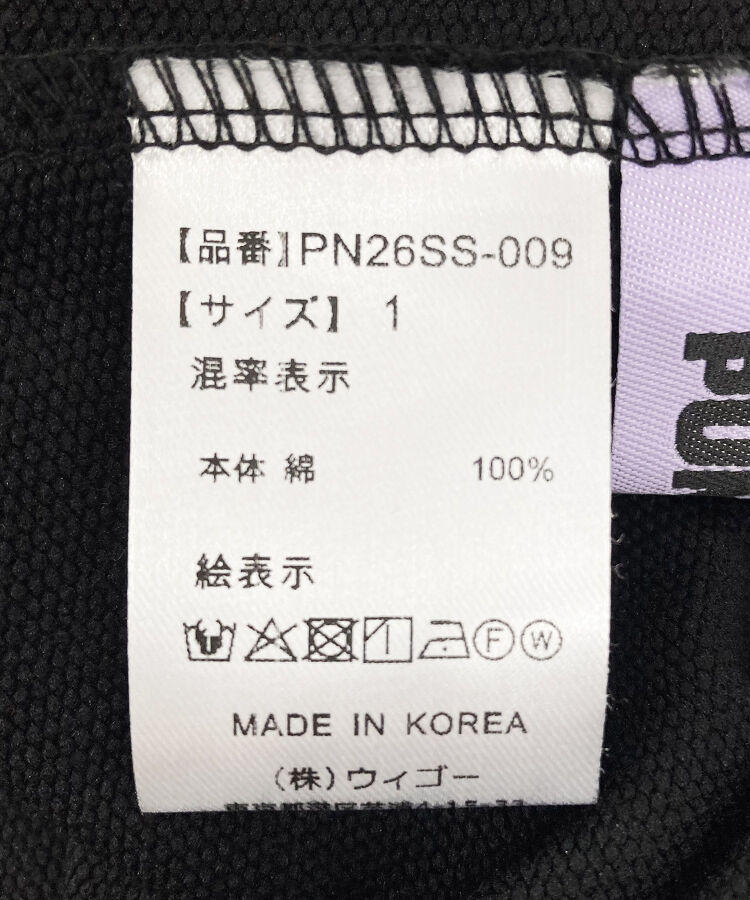 【品番】PN26SS-009
【サイズ】 1
混率表示
本体 綿 100%
絵表示
F W
MADE IN KOREA
(株)ウィゴー
PU